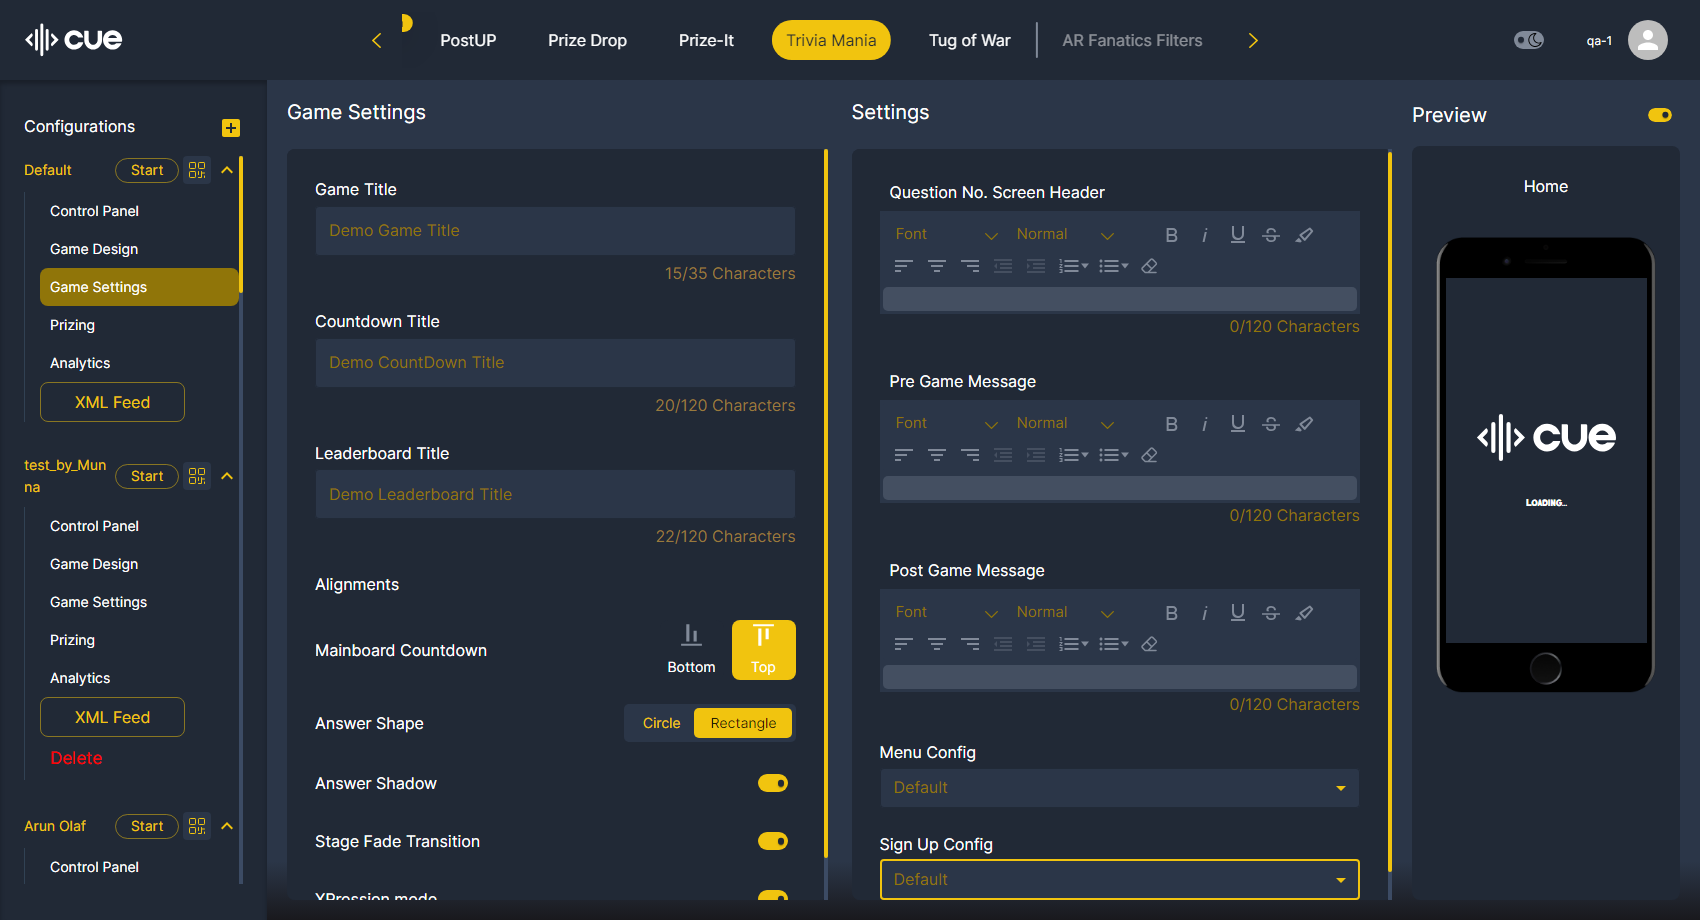 cue
PostUP
Prize Drop
Prize-It
Trivia Mania
Tug of War
AR Fanatics Filters
qa-1
Configurations
Default
Start
Control Panel
Game Design
Game Settings
Prizing
Analytics
XML Feed
test_by_Mun
na
Start
Control Panel
Game Design
Game Settings
Prizing
Analytics
XML Feed
Delete
Arun Olaf
Start
Control Panel
Game Settings
Game Title
Demo Game Title
15/35 Characters
Countdown Title
Demo CountDown Title
20/120 Characters
Leaderboard Title
Demo Leaderboard Title
22/120 Characters
Alignments
Mainboard Countdown
Bottom
Top
Answer Shape
Circle
Rectangle
Answer Shadow
Stage Fade Transition
XPression mode
Settings
Question No. Screen Header
Font
Normal
B i U S
0/120 Characters
Pre Game Message
Font
Normal
B i U S
0/120 Characters
Post Game Message
Font
Normal
B i U S
0/120 Characters
Menu Config
Default
Sign Up Config
Default
Preview
Home
cue
LOADING...